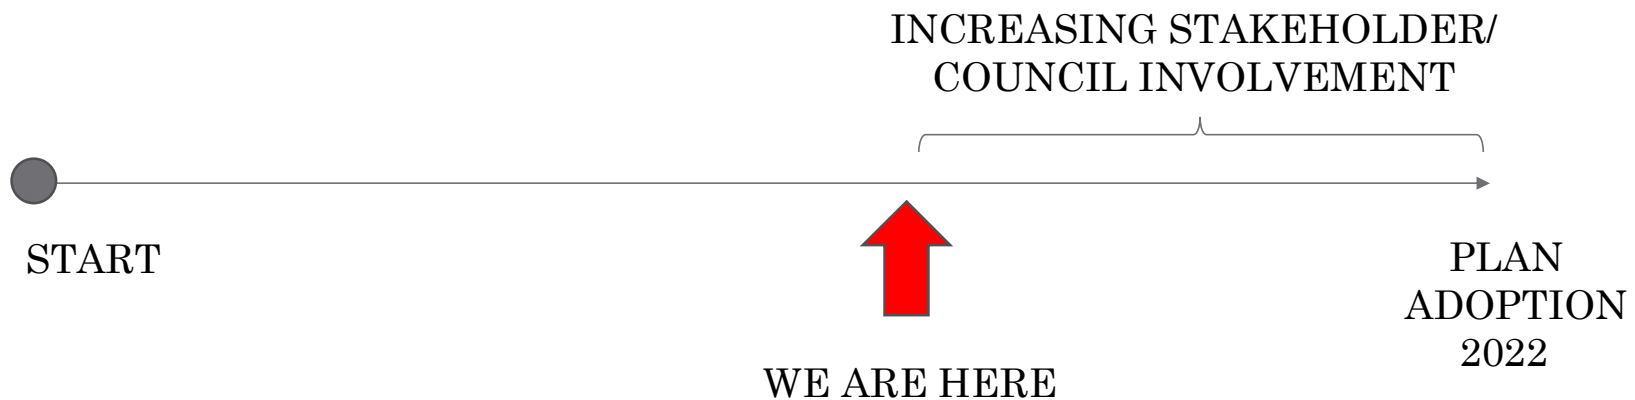 INCREASING STAKEHOLDER/
COUNCIL INVOLVEMENT
START
PLAN
ADOPTION
2022
WE ARE HERE